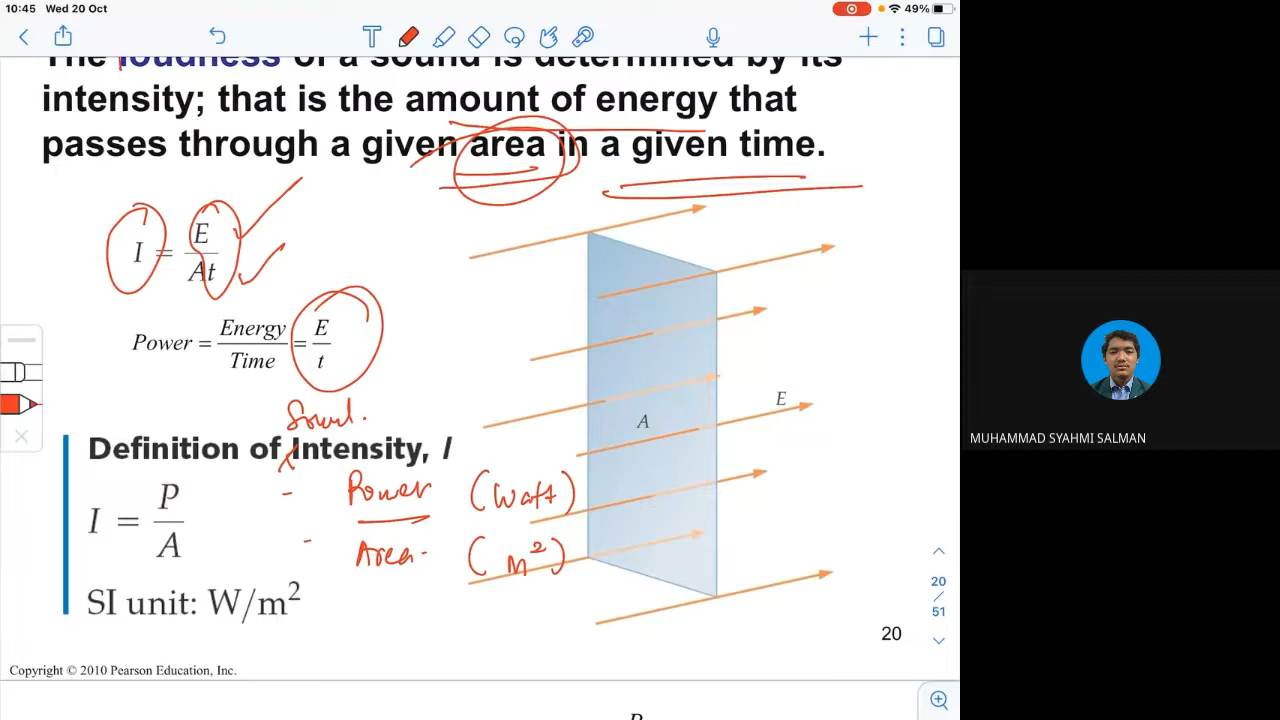 10:45 Wed 20 Oct
49%
The loudness of a sound is determined by its
intensity; that is the amount of energy that
passes through a given area in a given time.
I = E
At
Power = Energy = E
Time t
Sound.
Definition of Intensity, I
I = P
A
Power (Watt)
Area. (m²)
SI unit: W/m²
A
E
20
/
51
20
Copyright © 2010 Pearson Education, Inc.
MUHAMMAD SYAHMI SALMAN